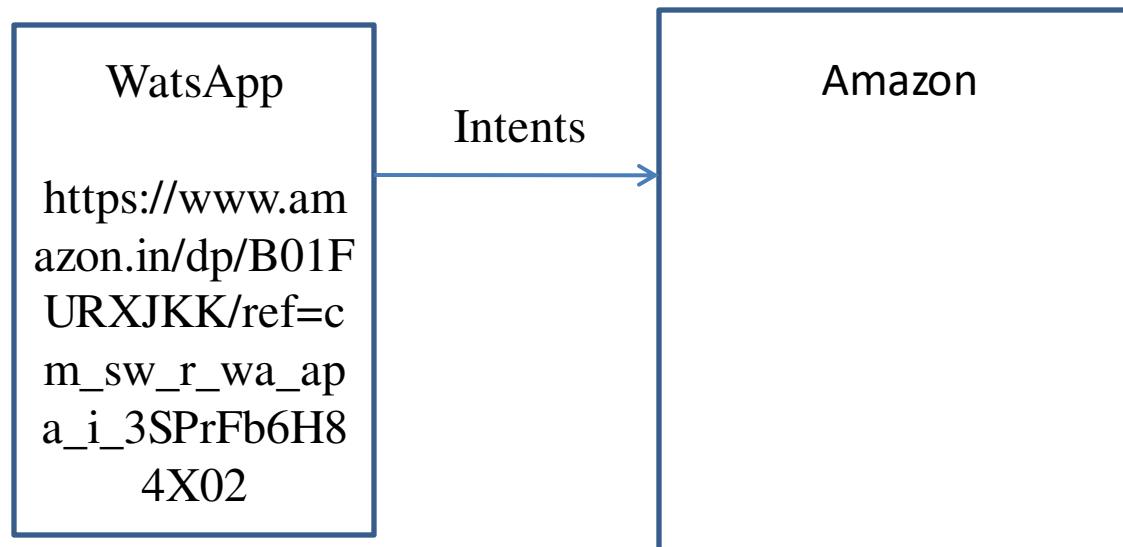 WatsApp
https://www.am
azon.in/dp/B01F
URXJKK/ref=c
m_sw_r_wa_ap
a_i_3SPrFb6H8
4X02
Intents
Amazon